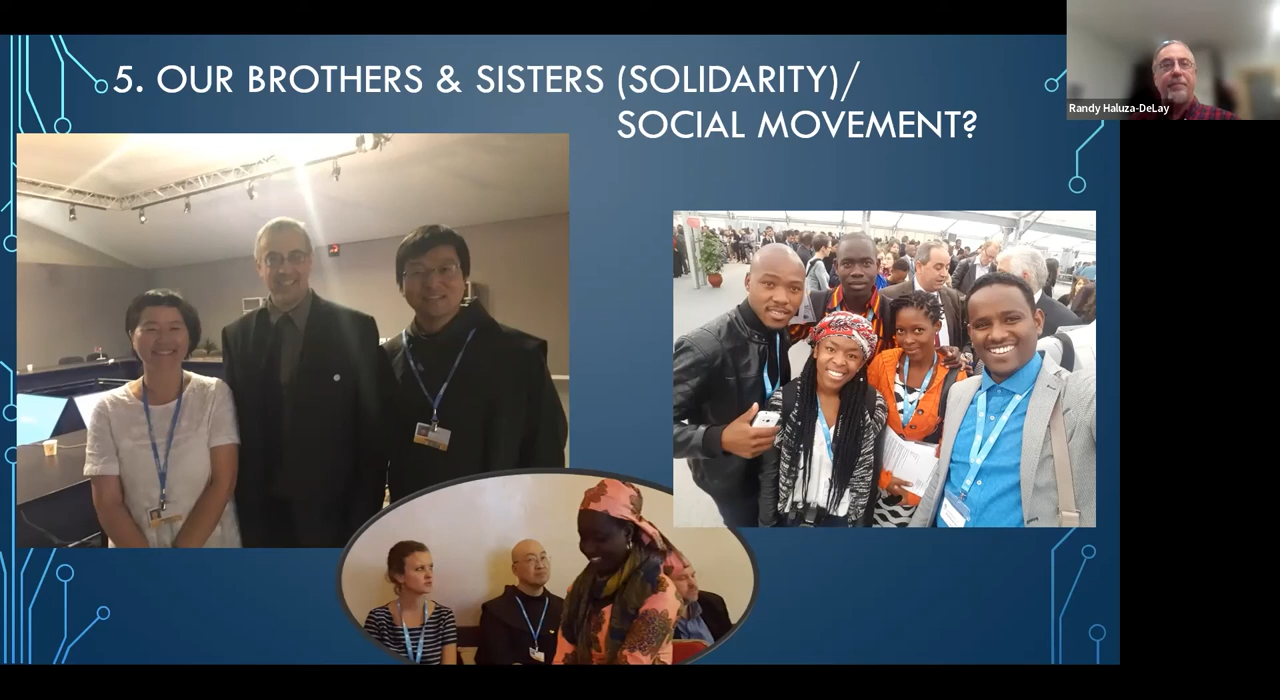 5. OUR BROTHERS & SISTERS (SOLIDARITY)/
SOCIAL MOVEMENT?
Randy Haluza-DeLay